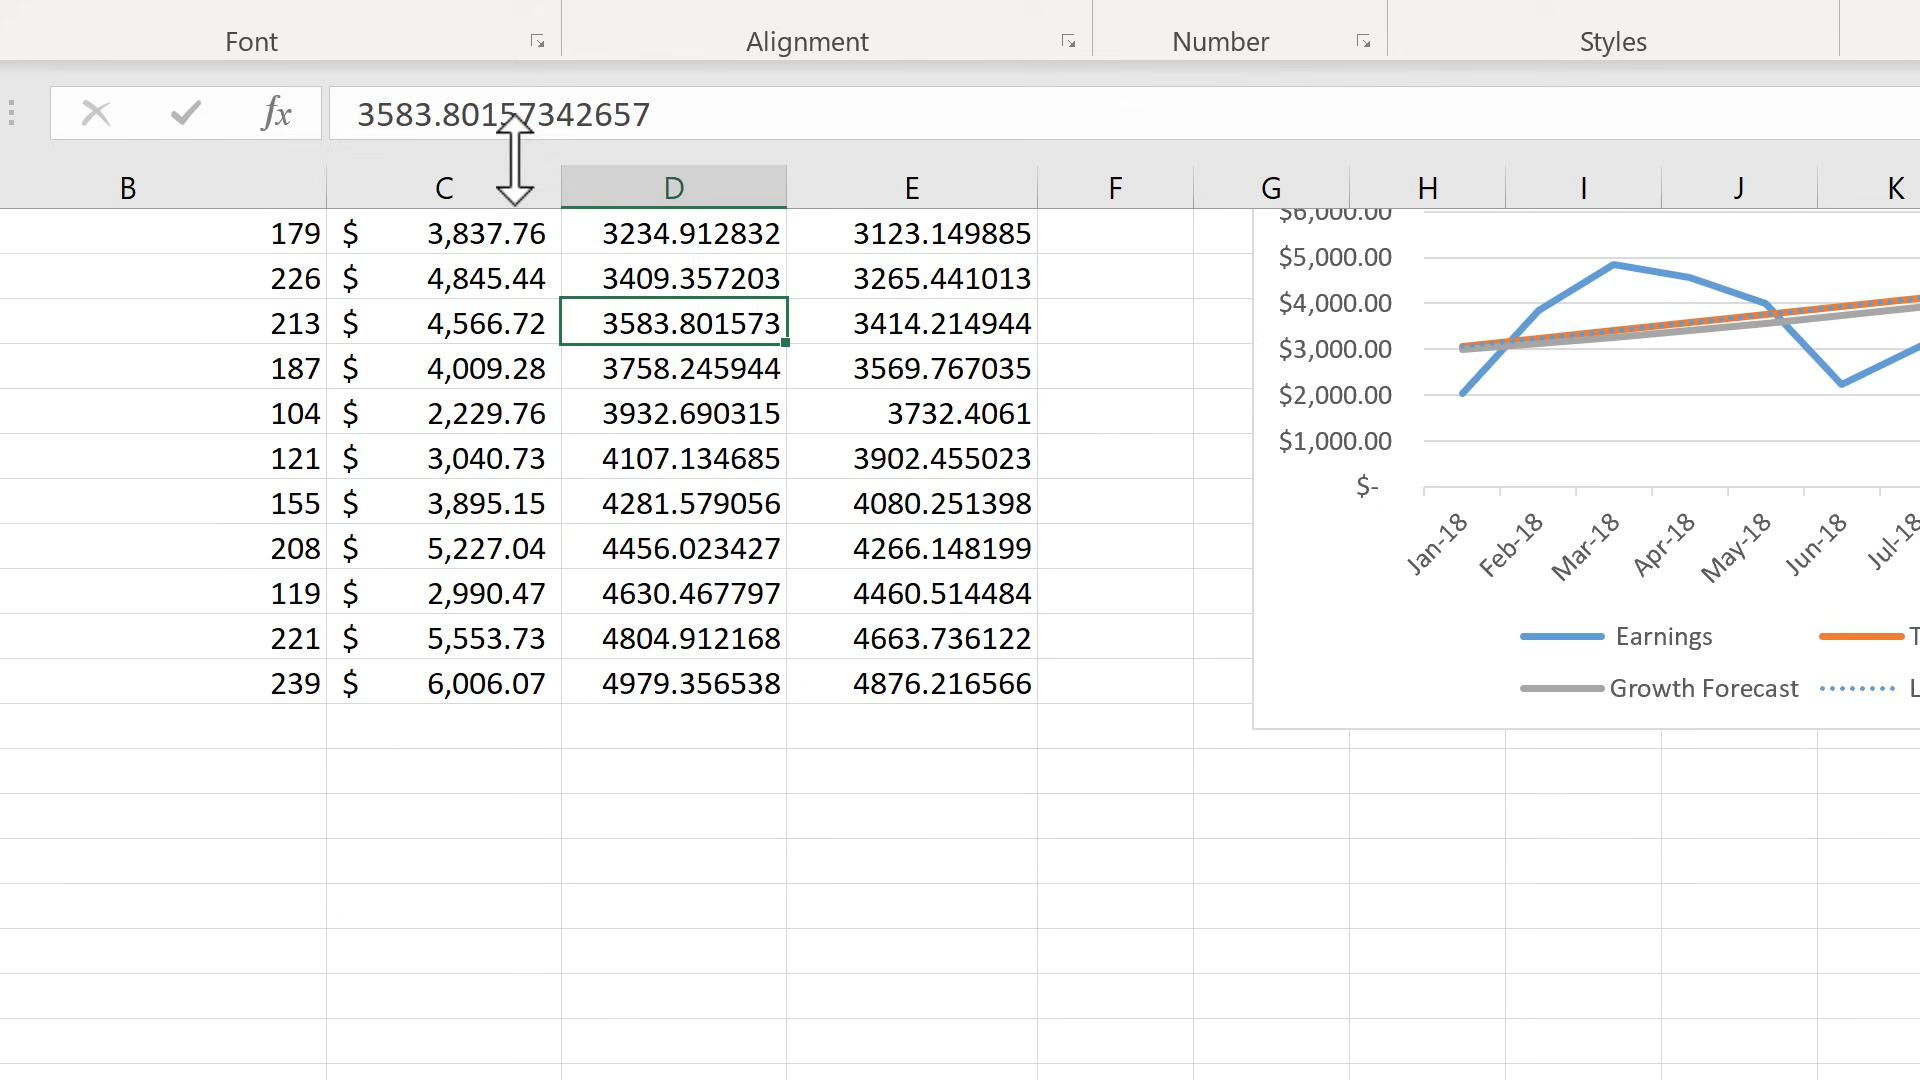 Font Alignment Number Styles
fx 3583.80157342657
B C D E F G H I J K
179 $ 3,837.76 3234.912832 3123.149885
226 $ 4,845.44 3409.357203 3265.441013
213 $ 4,566.72 3583.801573 3414.214944
187 $ 4,009.28 3758.245944 3569.767035
104 $ 2,229.76 3932.690315 3732.4061
121 $ 3,040.73 4107.134685 3902.455023
155 $ 3,895.15 4281.579056 4080.251398
208 $ 5,227.04 4456.023427 4266.148199
119 $ 2,990.47 4630.467797 4460.514484
221 $ 5,553.73 4804.912168 4663.736122
239 $ 6,006.07 4979.356538 4876.216566
$6,000.00
$5,000.00
$4,000.00
$3,000.00
$2,000.00
$1,000.00
$-
Jan-18 Feb-18 Mar-18 Apr-18 May-18 Jun-18 Jul-18
Earnings T
Growth Forecast L